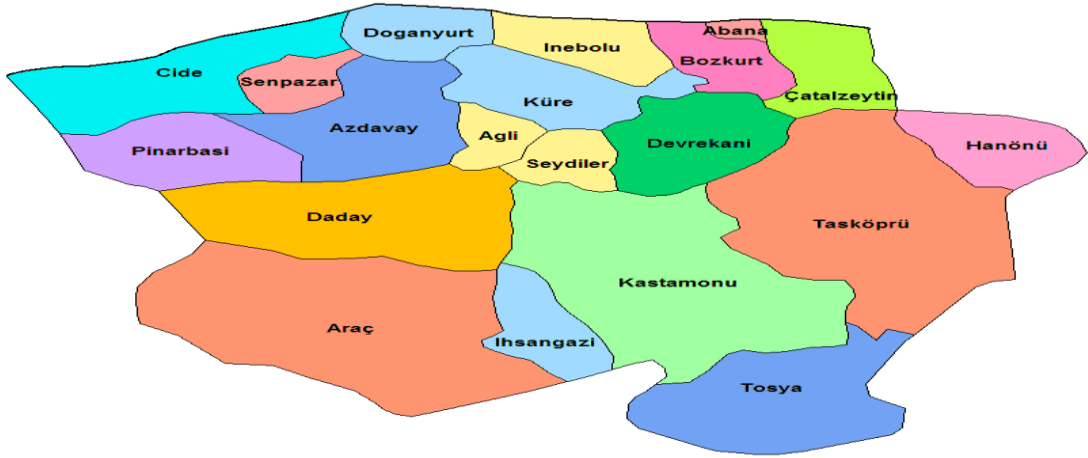 Abana
Doganyurt
Inebolu
Bozkurt
Cide
Senpazar
Küre
Çatalzeytin
Azdavay
Agli
Devrekani
Hanönü
Pinarbasi
Seydiler
Daday
Tasköprü
Kastamonu
Araç
Ihsangazi
Tosya